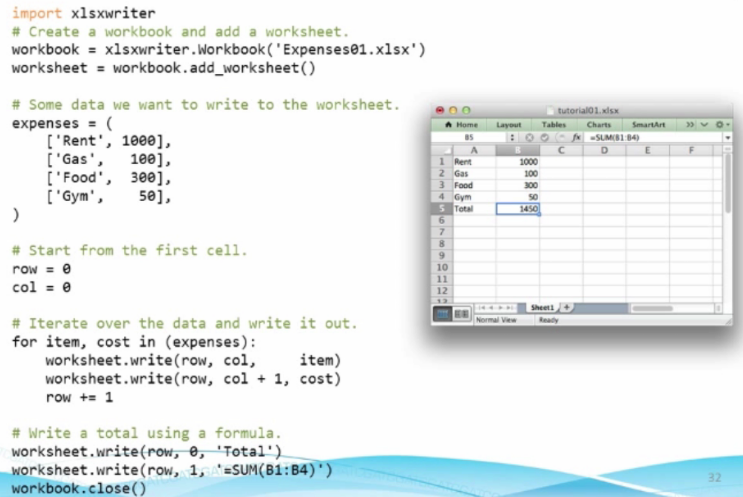 import xlsxwriter
# Create a workbook and add a worksheet.
workbook = xlsxwriter.Workbook('Expenses01.xlsx')
worksheet = workbook.add_worksheet()
# Some data we want to write to the worksheet.
expenses = (
    ['Rent', 1000],
    ['Gas',   100],
    ['Food',  300],
    ['Gym',    50],
)
# Start from the first cell.
row = 0
col = 0
# Iterate over the data and write it out.
for item, cost in (expenses):
    worksheet.write(row, col,     item)
    worksheet.write(row, col + 1, cost)
    row += 1
# Write a total using a formula.
worksheet.write(row, 0, 'Total')
worksheet.write(row, 1, '=SUM(B1:B4)')
workbook.close()
tutorial01.xlsx
Home Layout Tables Charts SmartArt
B5 fx =SUM(B1:B4)
A B C D E F
1 Rent 1000
2 Gas 100
3 Food 300
4 Gym 50
5 Total 1450
6
7
8
9
10
11
12
Sheet1
Normal View Ready
32